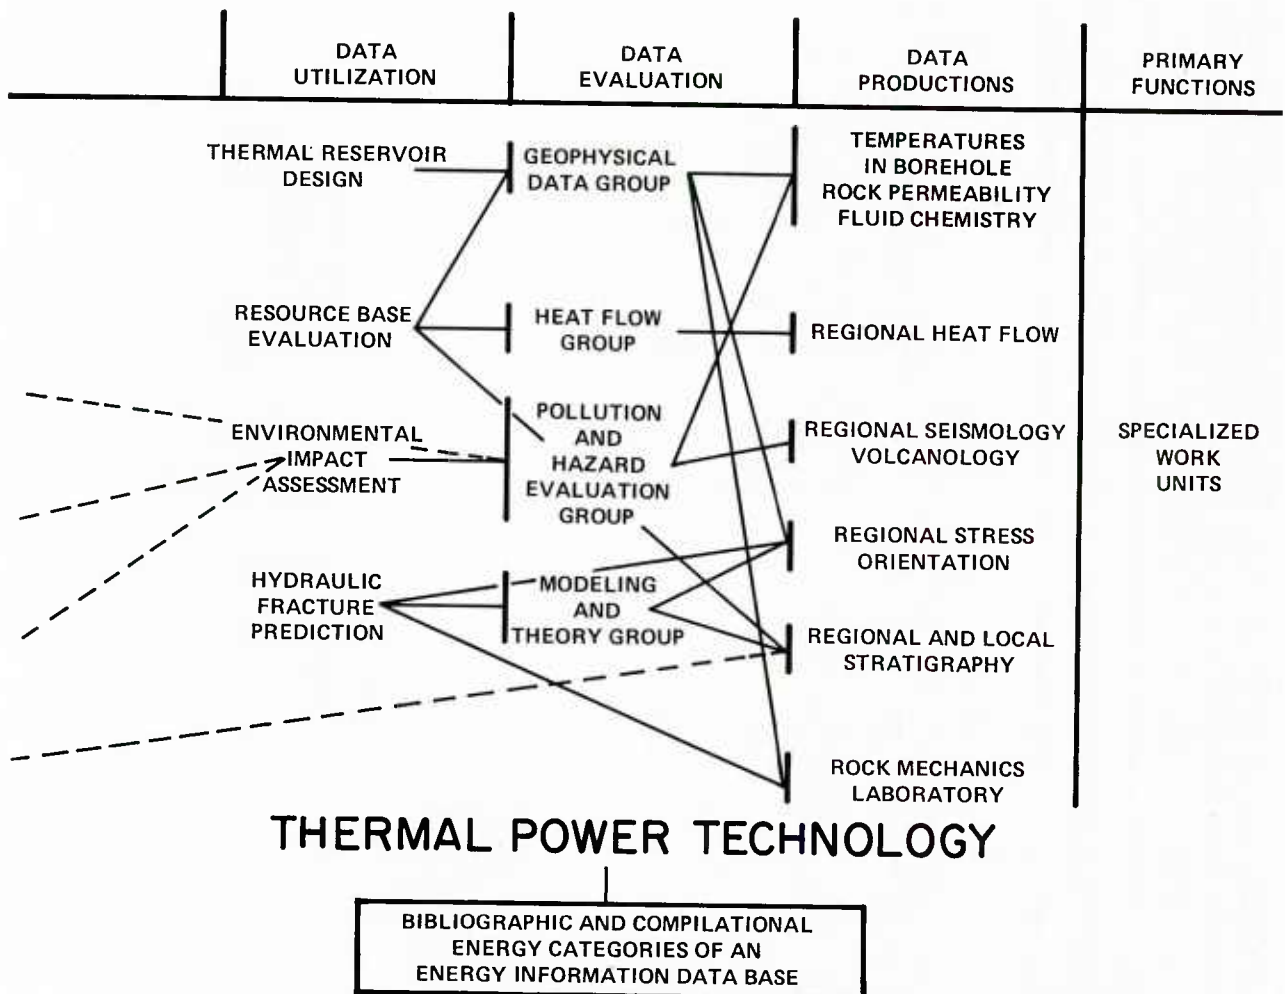 DATA
UTILIZATION
DATA
EVALUATION
DATA
PRODUCTIONS
PRIMARY
FUNCTIONS
THERMAL RESERVOIR
DESIGN
GEOPHYSICAL
DATA GROUP
TEMPERATURES
IN BOREHOLE
ROCK PERMEABILITY
FLUID CHEMISTRY
RESOURCE BASE
EVALUATION
HEAT FLOW
GROUP
REGIONAL HEAT FLOW
ENVIRONMENTAL
IMPACT
ASSESSMENT
POLLUTION
AND
HAZARD
EVALUATION
GROUP
REGIONAL SEISMOLOGY
VOLCANOLOGY
SPECIALIZED
WORK
UNITS
REGIONAL STRESS
ORIENTATION
HYDRAULIC
FRACTURE
PREDICTION
MODELING
AND
THEORY GROUP
REGIONAL AND LOCAL
STRATIGRAPHY
ROCK MECHANICS
LABORATORY
THERMAL POWER TECHNOLOGY
BIBLIOGRAPHIC AND COMPILATIONAL
ENERGY CATEGORIES OF AN
ENERGY INFORMATION DATA BASE